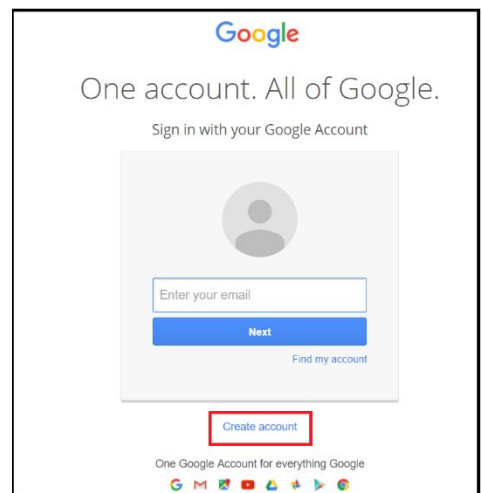 Google
One account. All of Google.
Sign in with your Google Account
Enter your email
Next
Find my account
Create account
One Google Account for everything Google